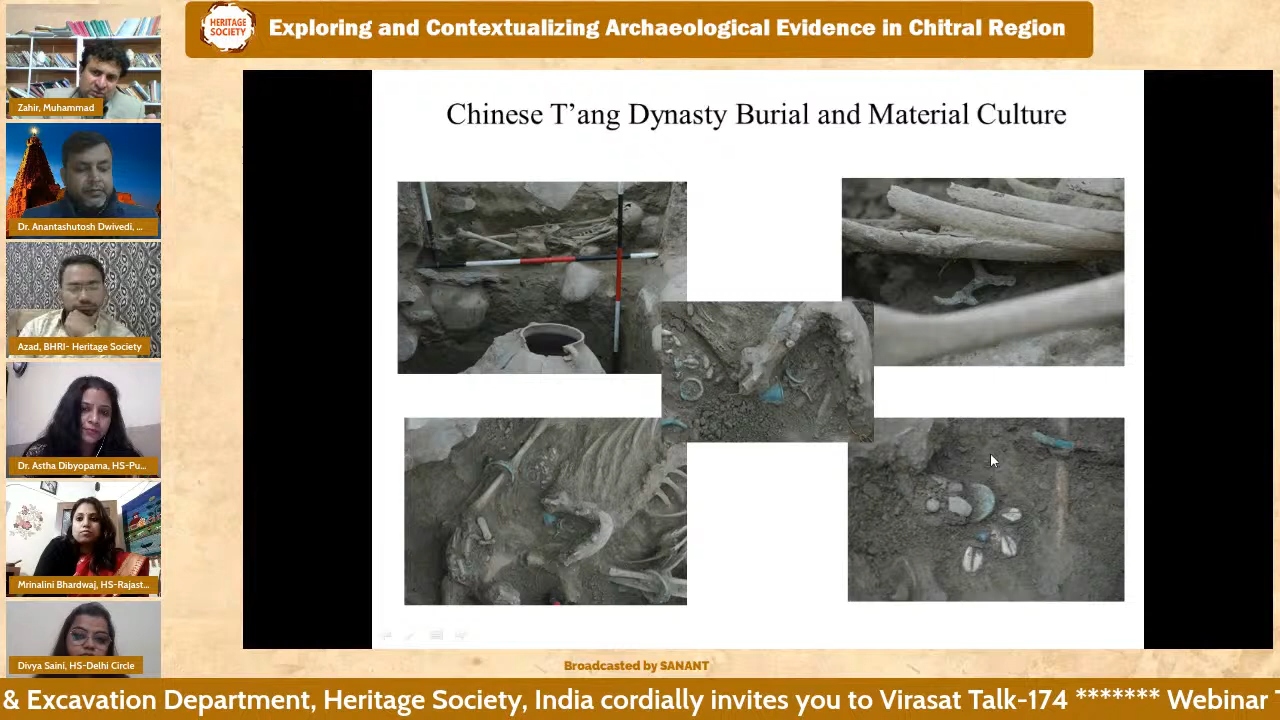 HERITAGE
SOCIETY
Exploring and Contextualizing Archaeological Evidence in Chitral Region
Zahir, Muhammad
Dr. Anantashutosh Dwivedi, ...
Azad, BHRI- Heritage Society
Dr. Astha Dibyopama, HS-Pu...
Mrinalini Bhardwaj, HS-Rajast...
Divya Saini, HS-Delhi Circle
Chinese T'ang Dynasty Burial and Material Culture
Broadcasted by SANANT
& Excavation Department, Heritage Society, India cordially invites you to Virasat Talk-174 ******* Webinar T